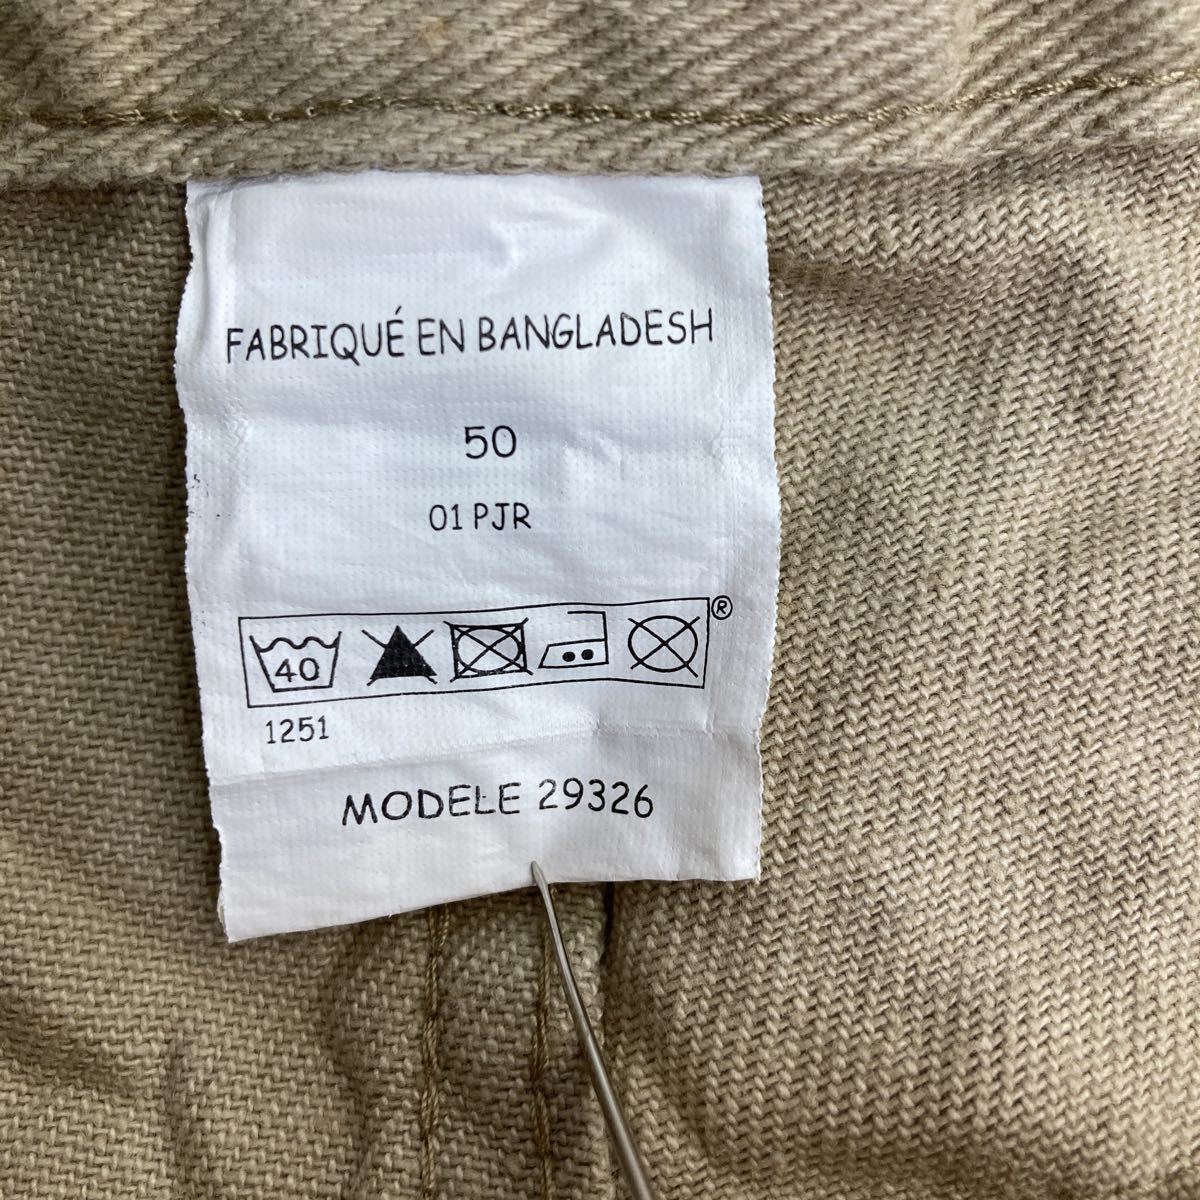 FABRIQUÉ EN BANGLADESH
50
01 PJR
®
40
1251
MODELE 29326